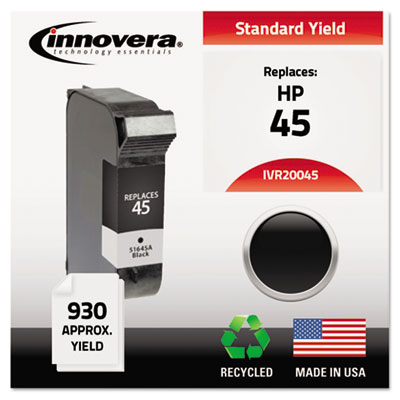 innovera®
technology essentials
Standard Yield
Replaces:
HP
45
IVR20045
REPLACES
45
51645A
Black
930
APPROX.
YIELD
RECYCLED
MADE IN USA